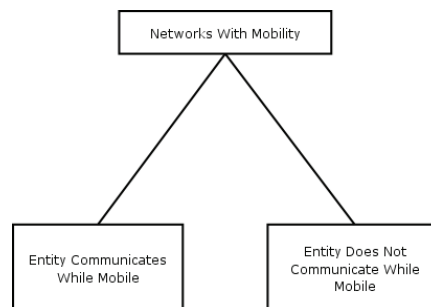 Networks With Mobility
Entity Communicates
While Mobile
Entity Does Not
Communicate While
Mobile